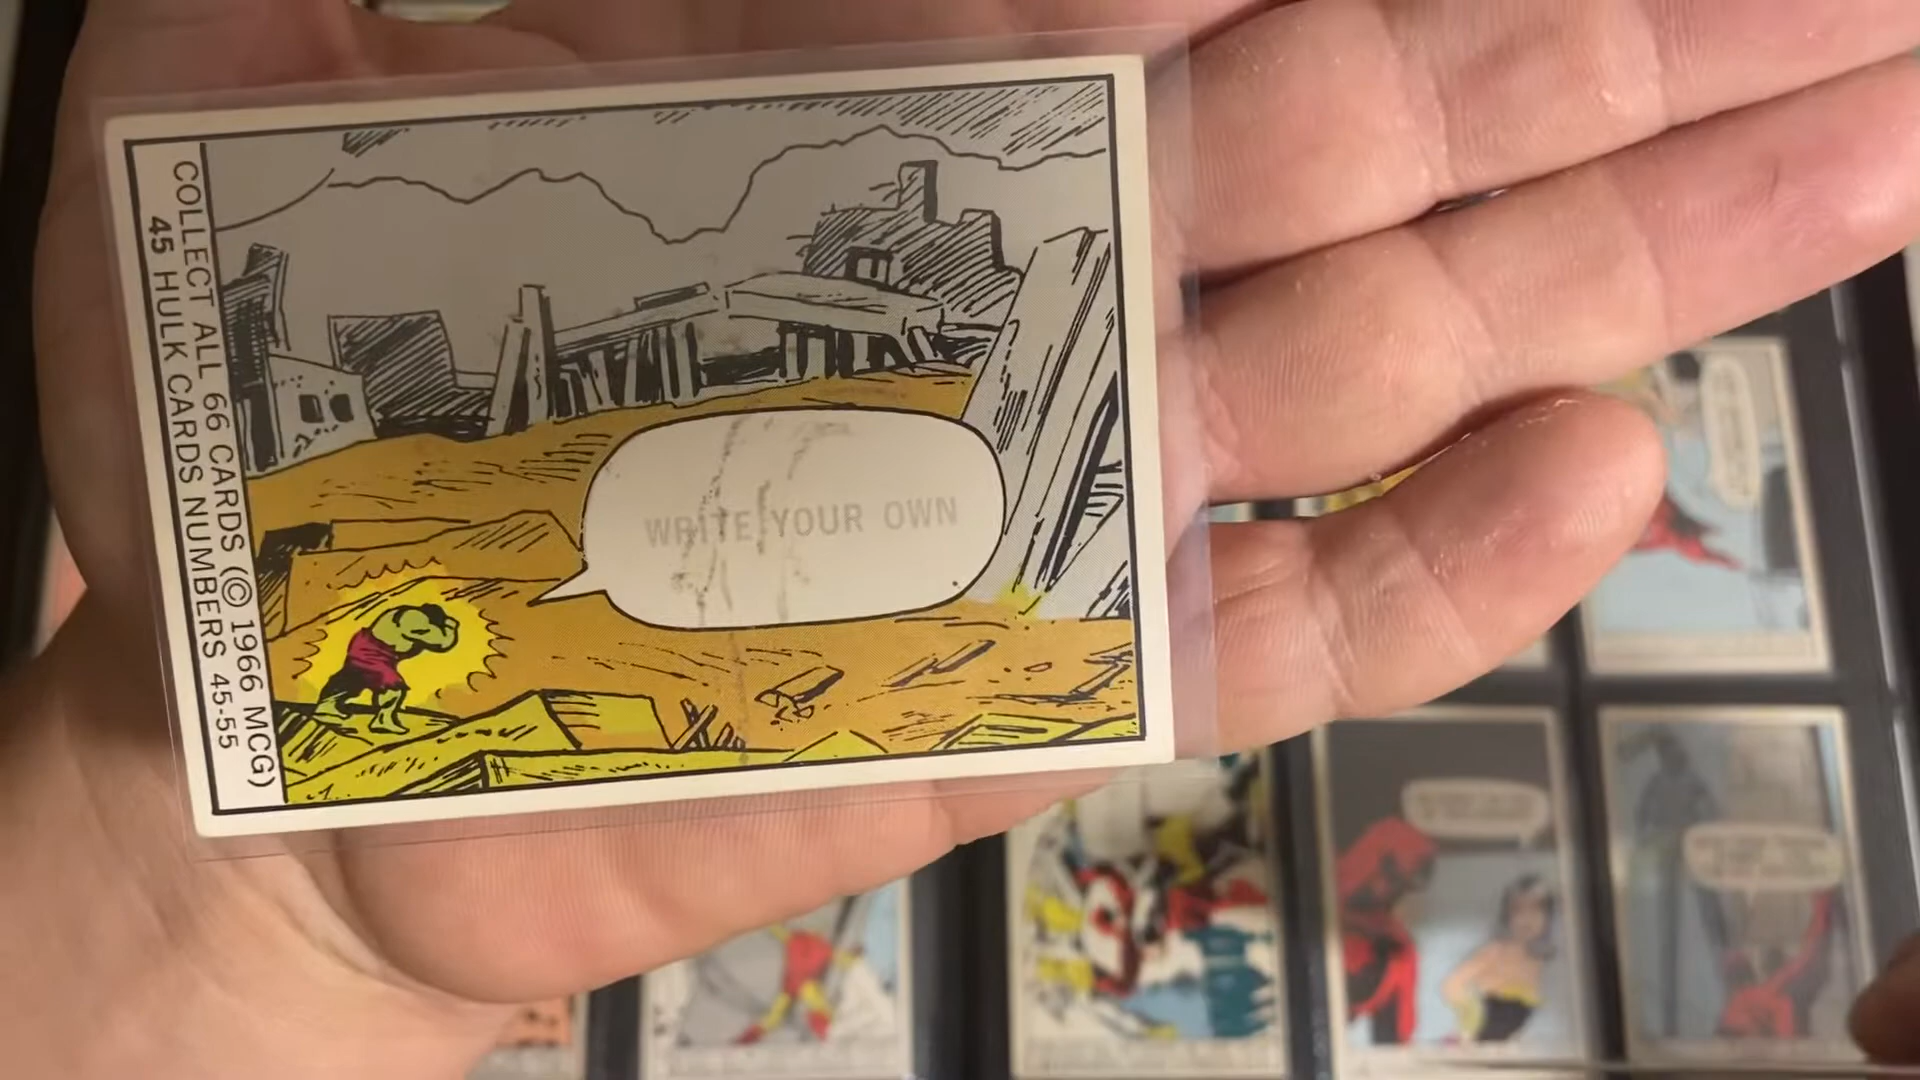 COLLECT ALL 66 CARDS (© 1966 MCG)
45 HULK CARDS NUMBERS 45-55
WRITE YOUR OWN